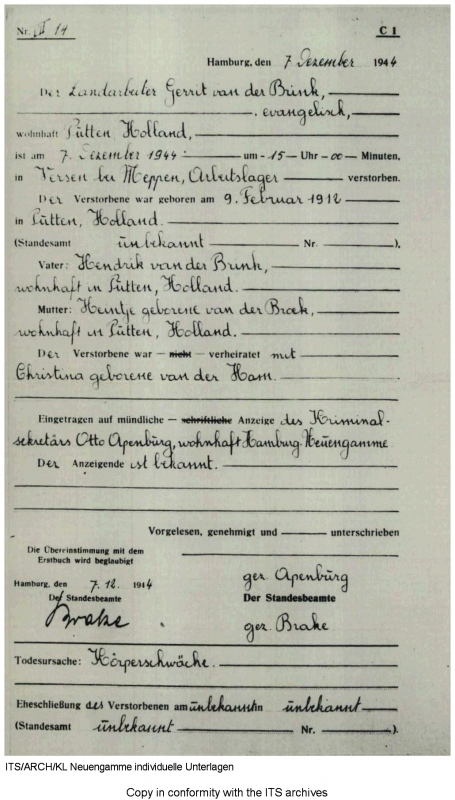 Nr. III 14
C I
Hamburg, den 7. Dezember 1944
Der Landarbeiter Gerrit van der Brink,
evangelisch,
wohnhaft Putten Holland,
ist am 7. Dezember 1944 um - 15 - Uhr - 00 - Minuten,
in Versen bei Meppen, Arbeitslager verstorben.
Der Verstorbene war geboren am 9. Februar 1912
in Putten, Holland.
(Standesamt unbekannt Nr. ).
Vater: Hendrik van der Brink,
wohnhaft in Putten, Holland.
Mutter: Heintje geborene van der Brak,
wohnhaft in Putten, Holland.
Der Verstorbene war — nicht — verheiratet mit
Christina geborene van der Ham.
Eingetragen auf mündliche — schriftliche Anzeige des Kriminal-
sekretärs Otto Apenburg, wohnhaft Hamburg-Neuengamme
Der Anzeigende ist bekannt.
Vorgelesen, genehmigt und unterschrieben
Die Übereinstimmung mit dem
Erstbuch wird beglaubigt
Hamburg, den 7. 12. 1944
Der Standesbeamte
Brake
gez. Apenburg
Der Standesbeamte
gez. Brake
Todesursache: Körperschwäche.
Eheschließung des Verstorbenen am unbekannt in unbekannt
(Standesamt unbekannt Nr. ).
ITS/ARCH/KL Neuengamme individuelle Unterlagen
Copy in conformity with the ITS archives